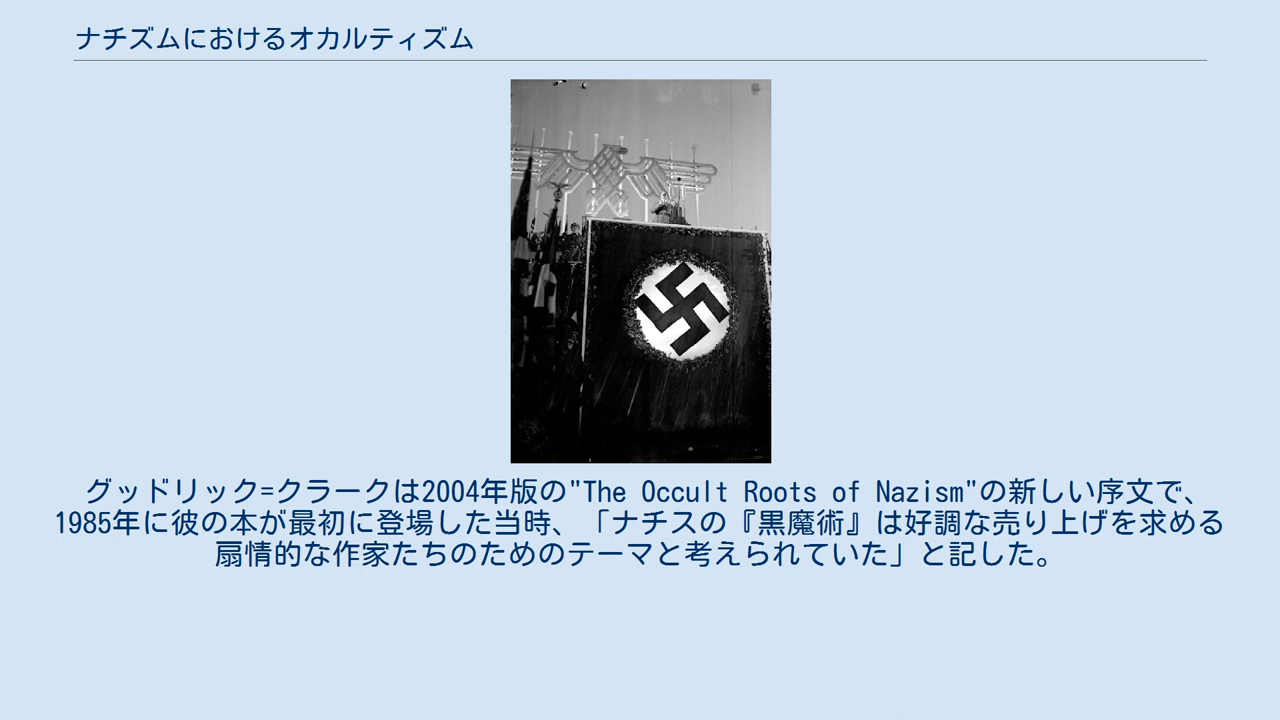 ナチズムにおけるオカルティズム
グッドリック=クラークは2004年版の"The Occult Roots of Nazism"の新しい序文で、
1985年に彼の本が最初に登場した当時、「ナチスの『黒魔術』は好調な売り上げを求める
扇情的な作家たちのためのテーマと考えられていた」と記した。